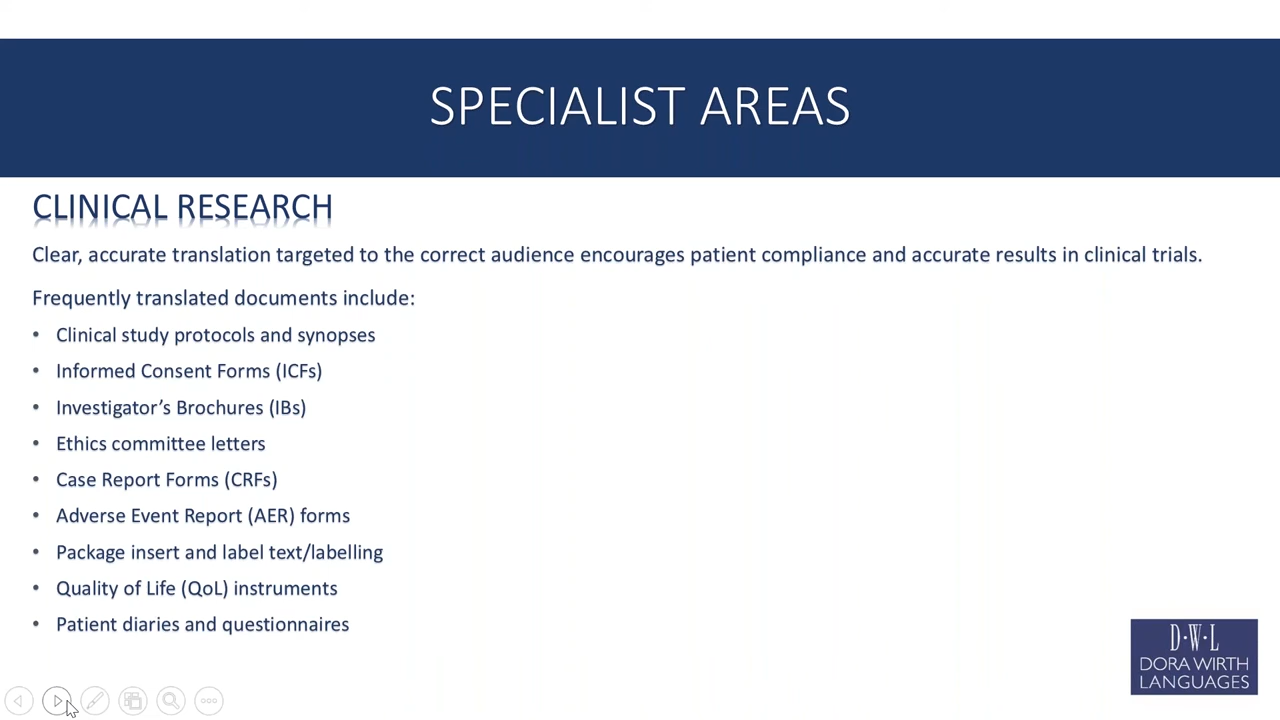 SPECIALIST AREAS
CLINICAL RESEARCH
Clear, accurate translation targeted to the correct audience encourages patient compliance and accurate results in clinical trials.
Frequently translated documents include:
• Clinical study protocols and synopses
• Informed Consent Forms (ICFs)
• Investigator’s Brochures (IBs)
• Ethics committee letters
• Case Report Forms (CRFs)
• Adverse Event Report (AER) forms
• Package insert and label text/labelling
• Quality of Life (QoL) instruments
• Patient diaries and questionnaires
D·W·L
DORA WIRTH
LANGUAGES